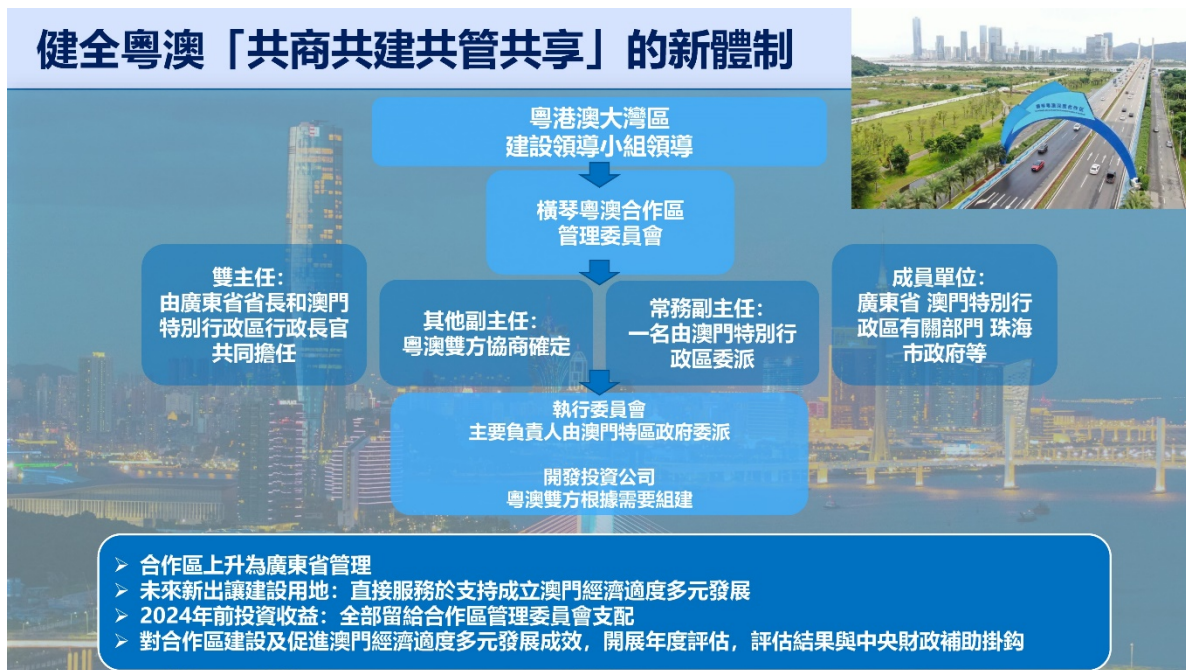 健全粵澳「共商共建共管共享」的新體制
粵港澳大灣區
建設領導小組領導
橫琴粵澳合作區
管理委員會
雙主任：
由廣東省省長和澳門
特別行政區行政長官
共同擔任
其他副主任：
粵澳雙方協商確定
常務副主任：
一名由澳門特別行
政區委派
成員單位：
廣東省 澳門特別行
政區有關部門 珠海
市政府等
執行委員會
主要負責人由澳門特區政府委派
開發投資公司
粵澳雙方根據需要組建
➢ 合作區上升為廣東省管理
➢ 未來新出讓建設用地：直接服務於支持成立澳門經濟適度多元發展
➢ 2024年前投資收益：全部留給合作區管理委員會支配
➢ 對合作區建設及促進澳門經濟適度多元發展成效，開展年度評估，評估結果與中央財政補助掛鈎